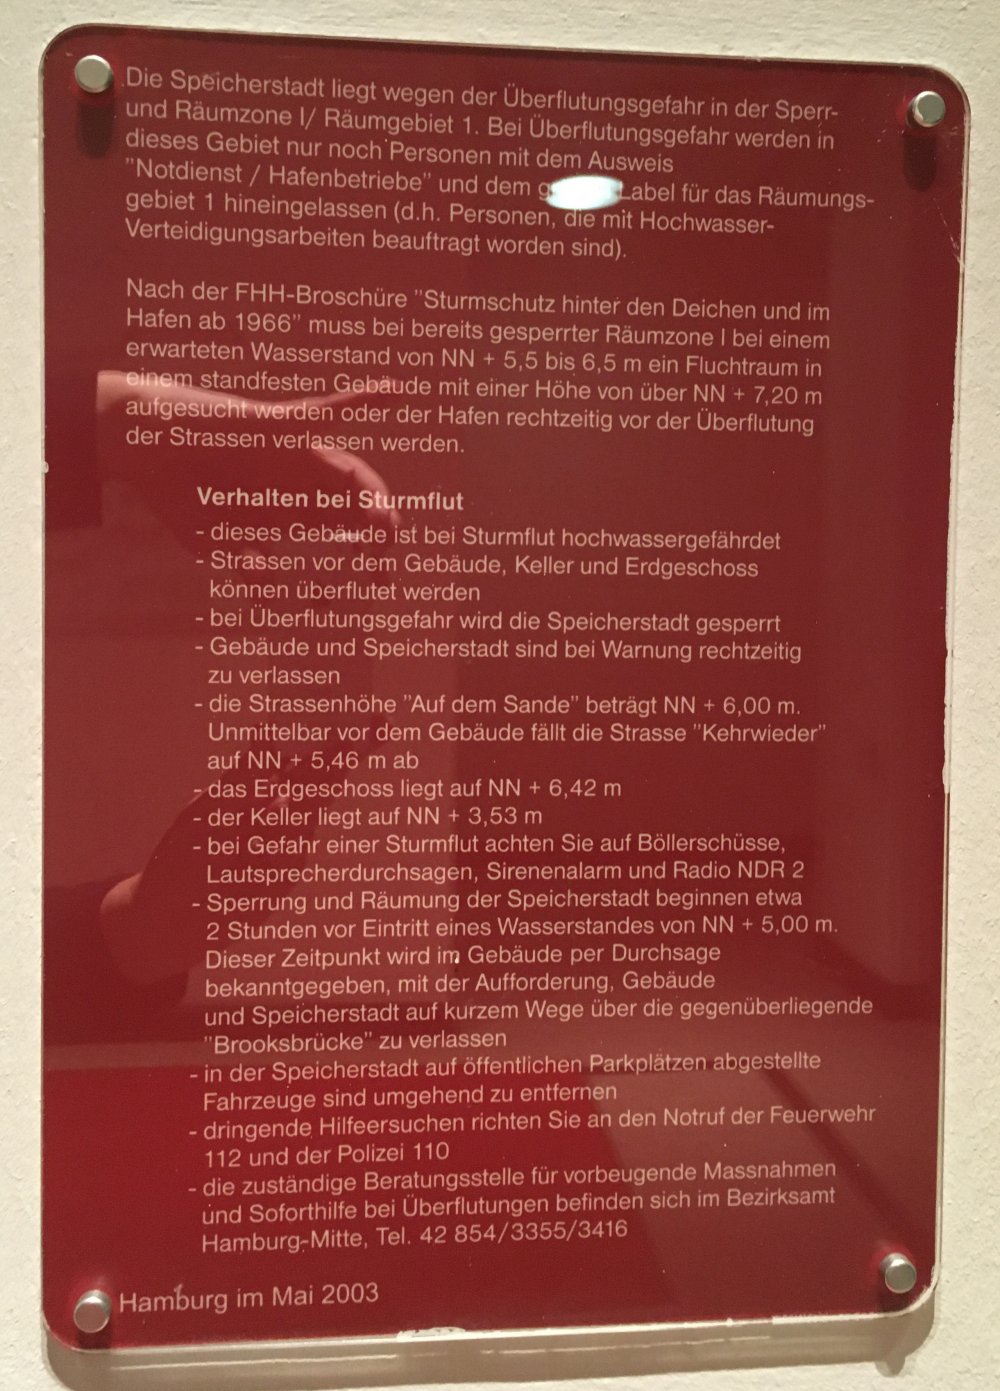 Die Speicherstadt liegt wegen der Überflutungsgefahr in der Sperr-
und Räumzone I/ Räumgebiet 1. Bei Überflutungsgefahr werden in
dieses Gebiet nur noch Personen mit dem Ausweis
"Notdienst / Hafenbetriebe" und dem Label für das Räumungs-
gebiet 1 hineingelassen (d.h. Personen, die mit Hochwasser-
Verteidigungsarbeiten beauftragt worden sind).
Nach der FHH-Broschüre "Sturmschutz hinter den Deichen und im
Hafen ab 1966" muss bei bereits gesperrter Räumzone I bei einem
erwarteten Wasserstand von NN + 5,5 bis 6,5 m ein Fluchtraum in
einem standfesten Gebäude mit einer Höhe von über NN + 7,20 m
aufgesucht werden oder der Hafen rechtzeitig vor der Überflutung
der Strassen verlassen werden.
Verhalten bei Sturmflut
- dieses Gebäude ist bei Sturmflut hochwassergefährdet
- Strassen vor dem Gebäude, Keller und Erdgeschoss
können überflutet werden
- bei Überflutungsgefahr wird die Speicherstadt gesperrt
- Gebäude und Speicherstadt sind bei Warnung rechtzeitig
zu verlassen
- die Strassenhöhe "Auf dem Sande" beträgt NN + 6,00 m.
Unmittelbar vor dem Gebäude fällt die Strasse "Kehrwieder"
auf NN + 5,46 m ab
- das Erdgeschoss liegt auf NN + 6,42 m
- der Keller liegt auf NN + 3,53 m
- bei Gefahr einer Sturmflut achten Sie auf Böllerschüsse,
Lautsprecherdurchsagen, Sirenenalarm und Radio NDR 2
- Sperrung und Räumung der Speicherstadt beginnen etwa
2 Stunden vor Eintritt eines Wasserstandes von NN + 5,00 m.
Dieser Zeitpunkt wird im Gebäude per Durchsage
bekanntgegeben, mit der Aufforderung, Gebäude
und Speicherstadt auf kurzem Wege über die gegenüberliegende
"Brooksbrücke" zu verlassen
- in der Speicherstadt auf öffentlichen Parkplätzen abgestellte
Fahrzeuge sind umgehend zu entfernen
- dringende Hilfeersuchen richten Sie an den Notruf der Feuerwehr
112 und der Polizei 110
- die zuständige Beratungsstelle für vorbeugende Massnahmen
und Soforthilfe bei Überflutungen befinden sich im Bezirksamt
Hamburg-Mitte, Tel. 42 854/3355/3416
Hamburg im Mai 2003